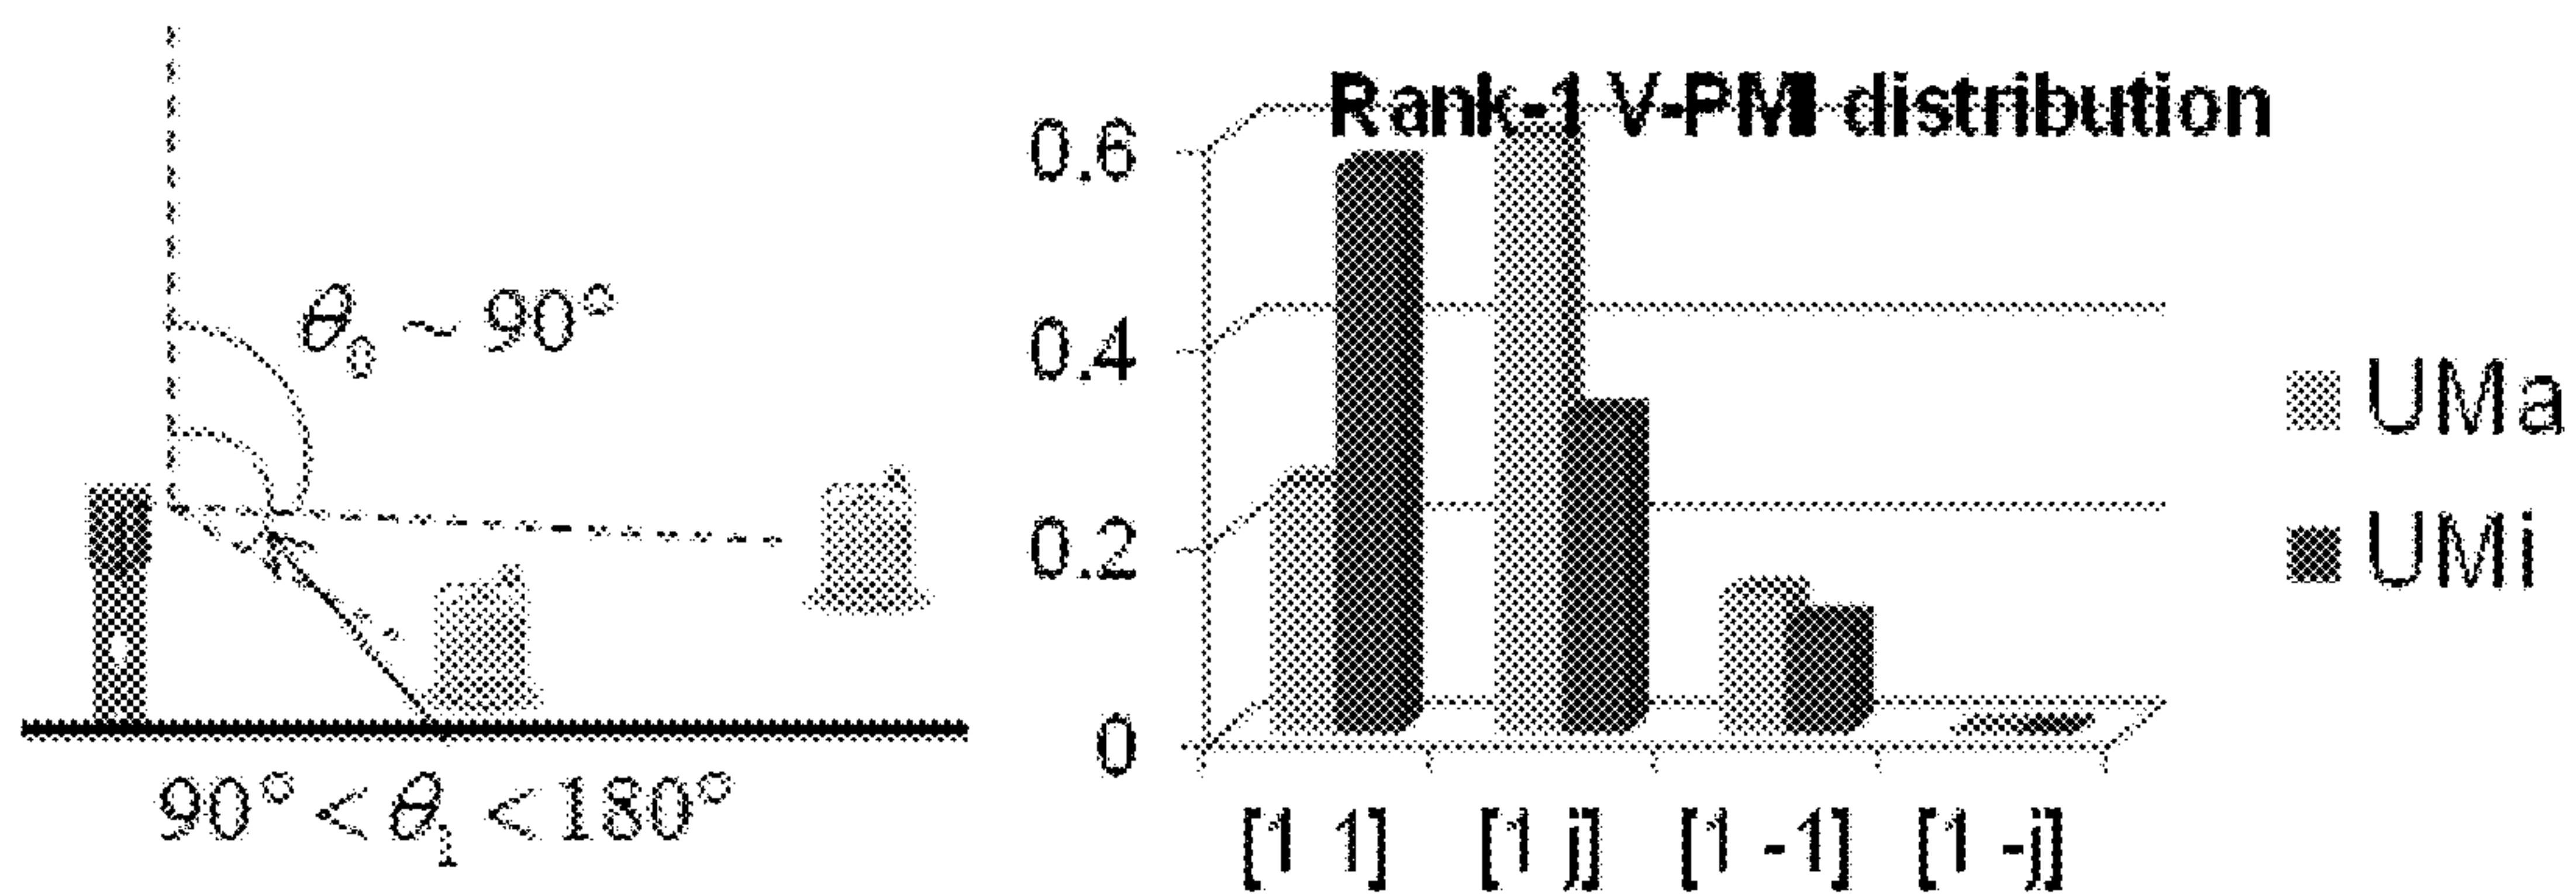 θ₀ ~ 90°
90° < θ₁ < 180°
Rank-1 V-PMI distribution
0.6
0.4
0.2
0
[1 1] [1 j] [1 -1] [1 -j]
UMa
UMi